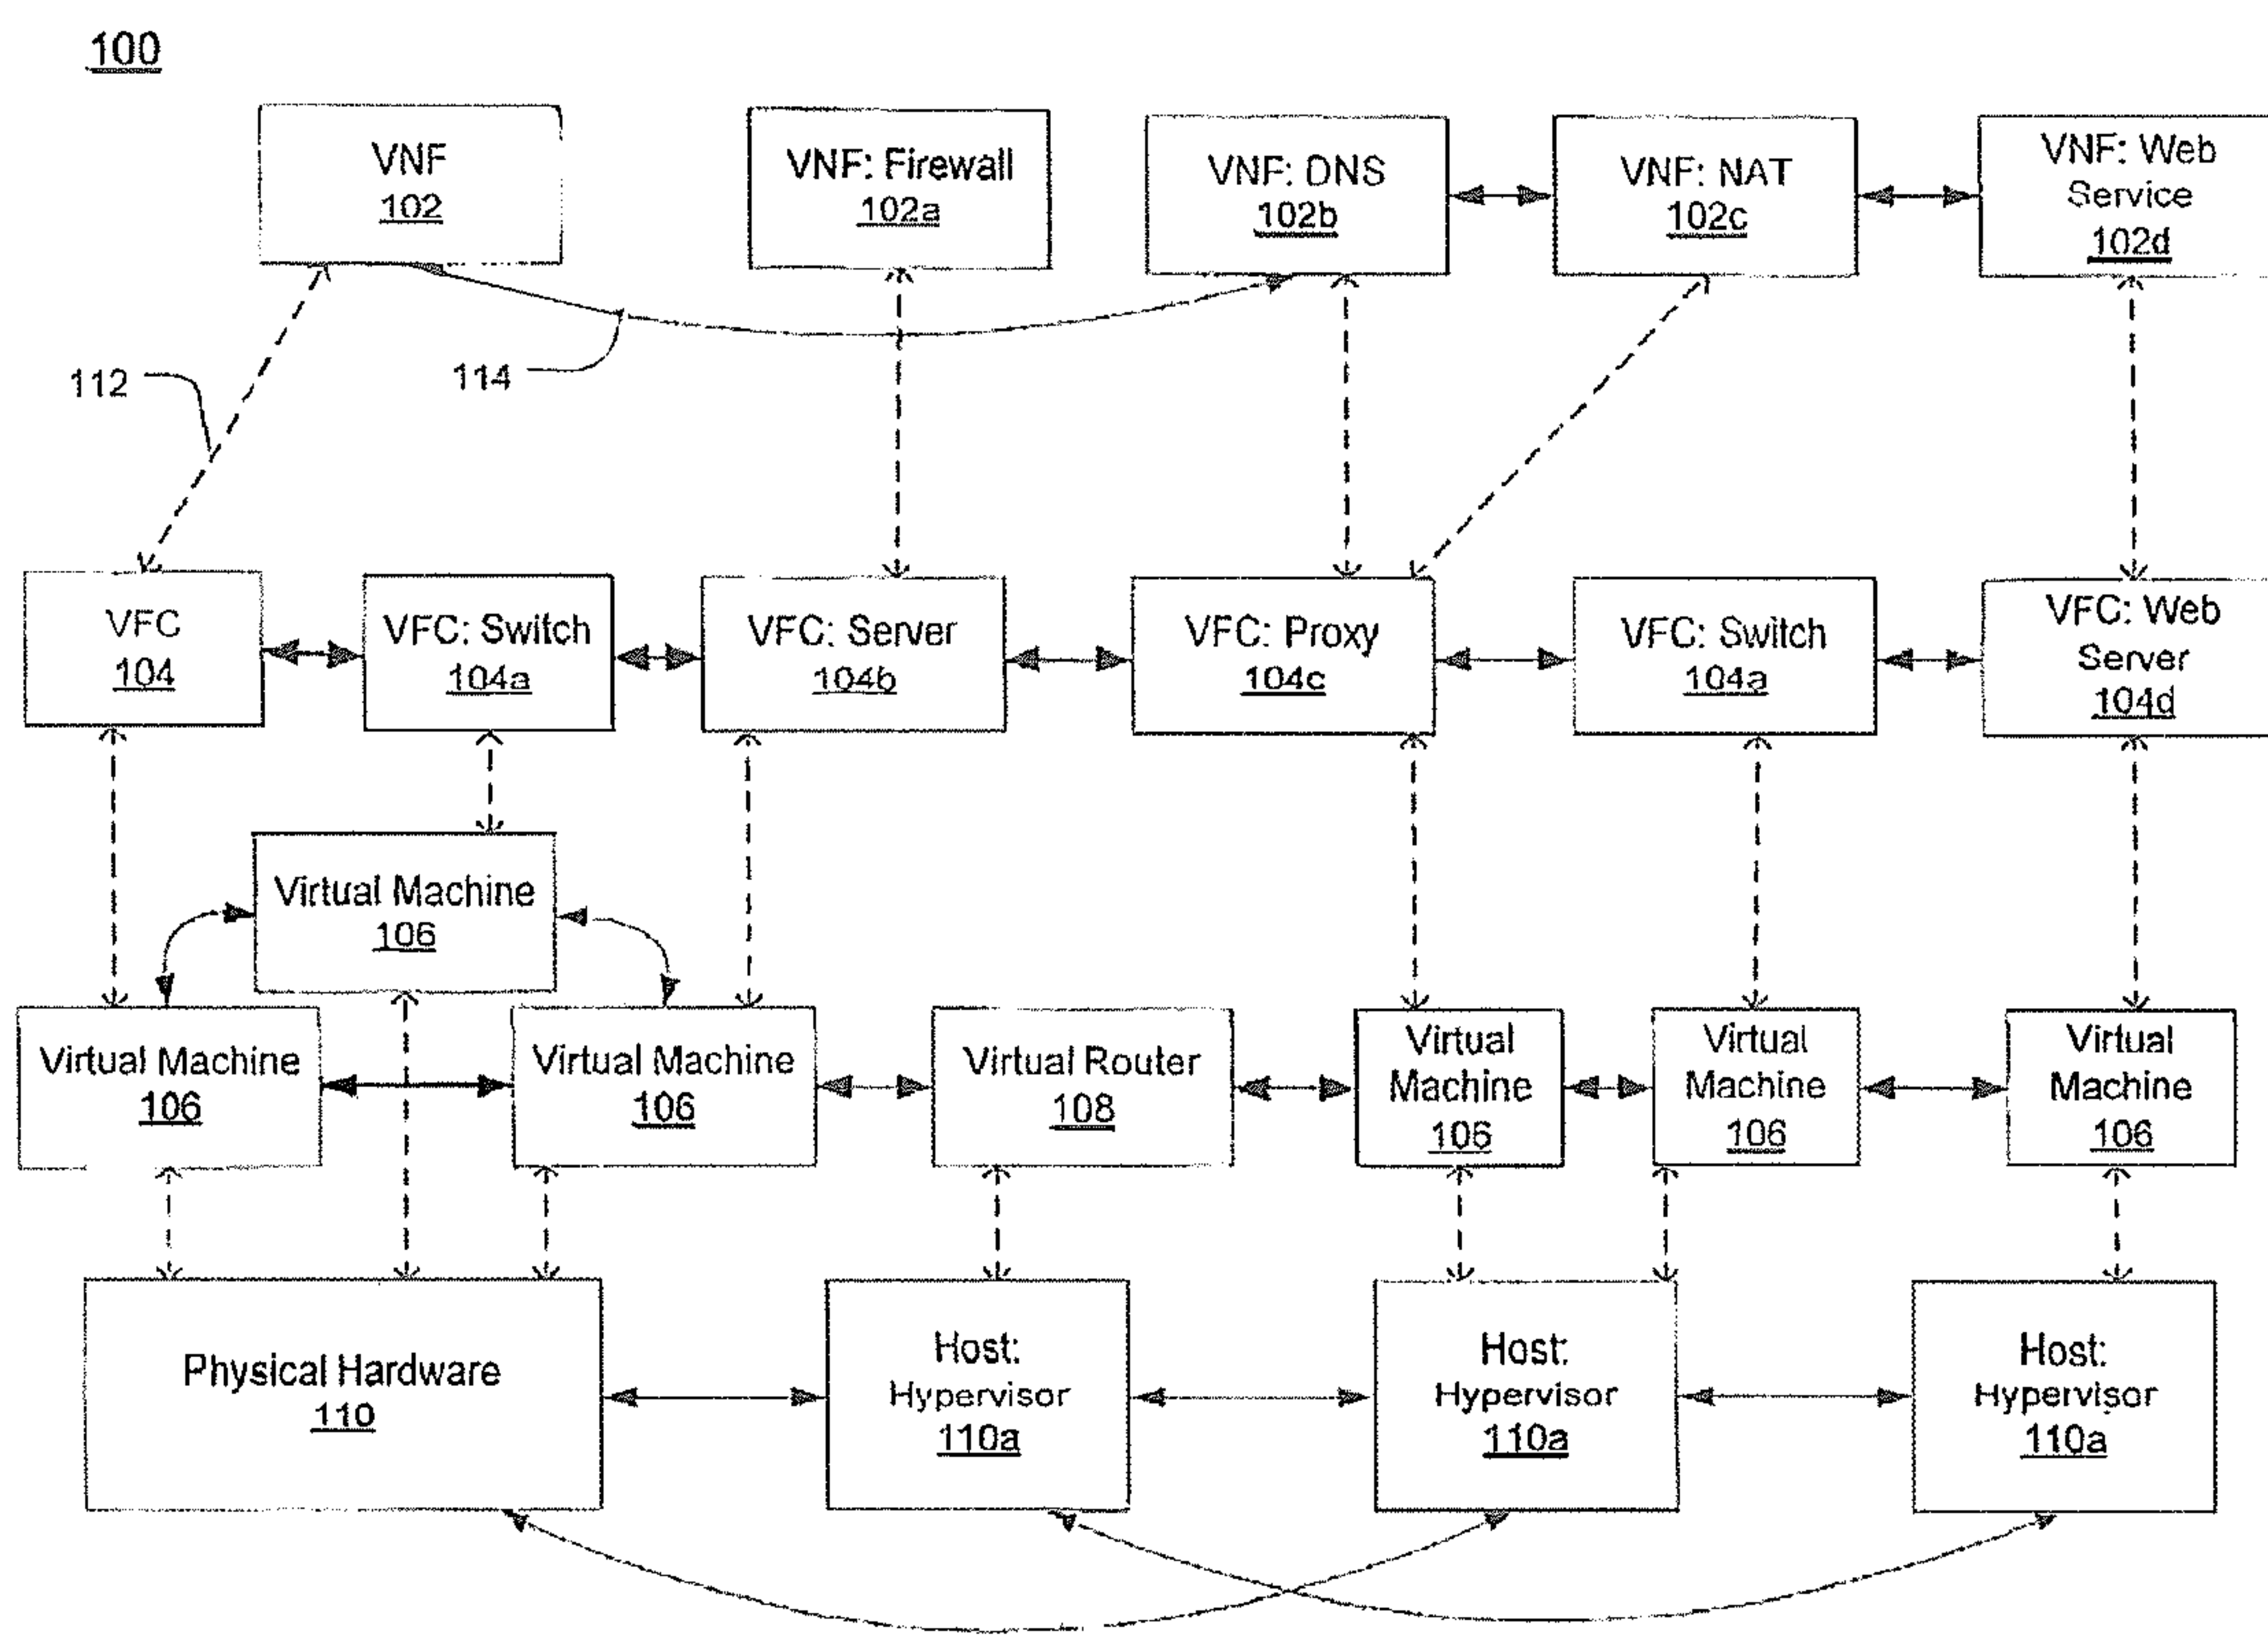 100
VNF
102
VNF: Firewall
102a
VNF: DNS
102b
VNF: NAT
102c
VNF: Web
Service
102d
112
114
VFC
104
VFC: Switch
104a
VFC: Server
104b
VFC: Proxy
104c
VFC: Switch
104a
VFC: Web
Server
104d
Virtual Machine
106
Virtual Machine
106
Virtual Machine
106
Virtual Router
108
Virtual
Machine
106
Virtual
Machine
106
Virtual
Machine
106
Physical Hardware
110
Host:
Hypervisor
110a
Host:
Hypervisor
110a
Host:
Hypervisor
110a